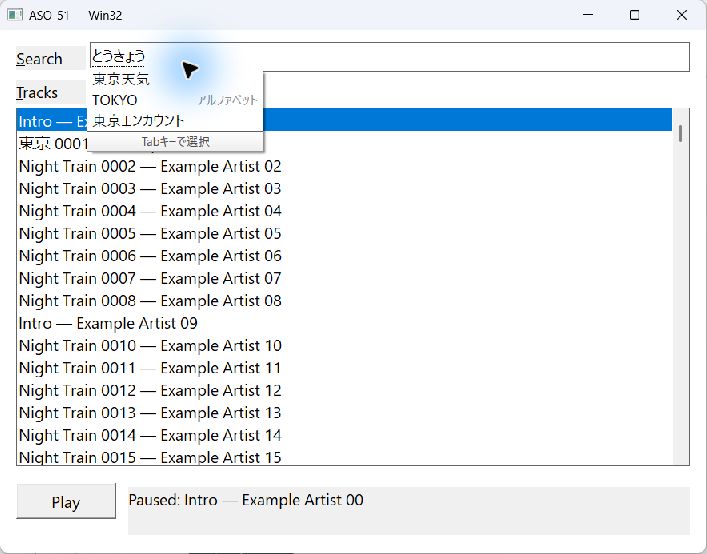 ASO-51 Win32
Search
とうきょう
東京天気
TOKYO アルファベット
東京エンカウント
Tabキーで選択
Tracks
Intro — E
東京 0001
Night Train 0002 — Example Artist 02
Night Train 0003 — Example Artist 03
Night Train 0004 — Example Artist 04
Night Train 0005 — Example Artist 05
Night Train 0006 — Example Artist 06
Night Train 0007 — Example Artist 07
Night Train 0008 — Example Artist 08
Intro — Example Artist 09
Night Train 0010 — Example Artist 10
Night Train 0011 — Example Artist 11
Night Train 0012 — Example Artist 12
Night Train 0013 — Example Artist 13
Night Train 0014 — Example Artist 14
Night Train 0015 — Example Artist 15
Play
Paused: Intro — Example Artist 00